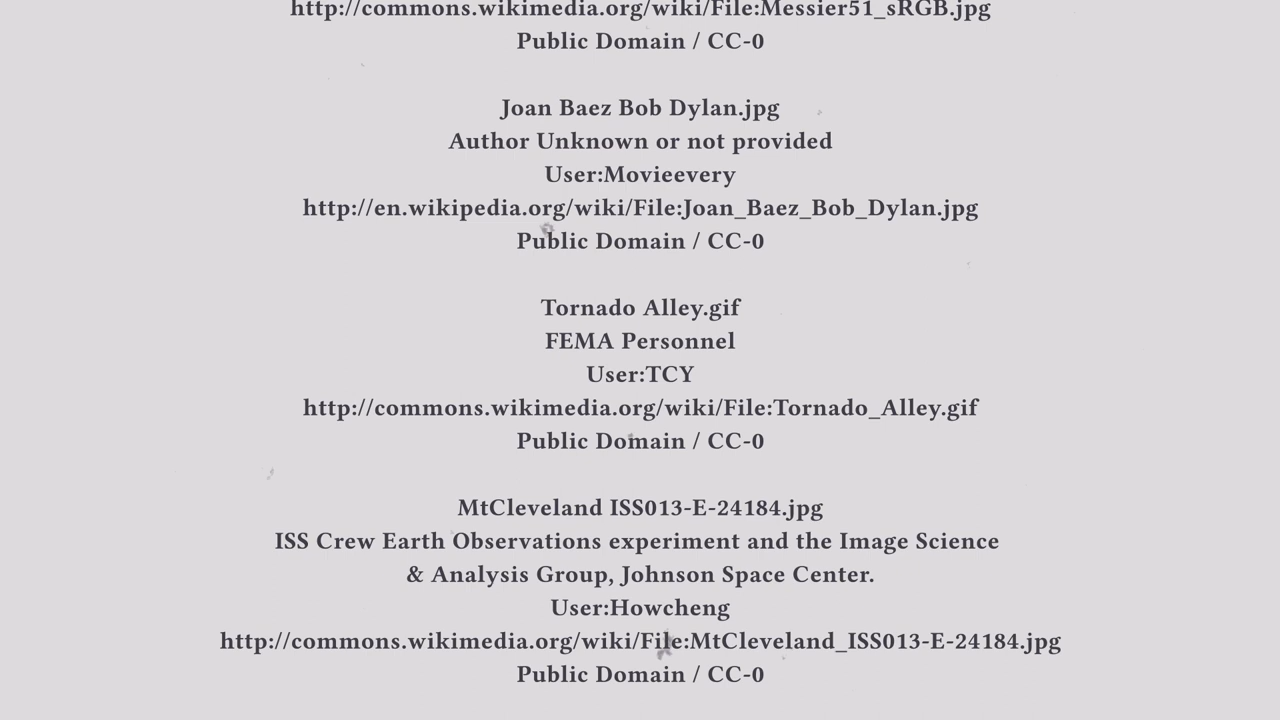 http://commons.wikimedia.org/wiki/File:Messier51_sRGB.jpg
Public Domain / CC-0
Joan Baez Bob Dylan.jpg
Author Unknown or not provided
User:Movieevery
http://en.wikipedia.org/wiki/File:Joan_Baez_Bob_Dylan.jpg
Public Domain / CC-0
Tornado Alley.gif
FEMA Personnel
User:TCY
http://commons.wikimedia.org/wiki/File:Tornado_Alley.gif
Public Domain / CC-0
MtCleveland ISS013-E-24184.jpg
ISS Crew Earth Observations experiment and the Image Science
& Analysis Group, Johnson Space Center.
User:Howcheng
http://commons.wikimedia.org/wiki/File:MtCleveland_ISS013-E-24184.jpg
Public Domain / CC-0